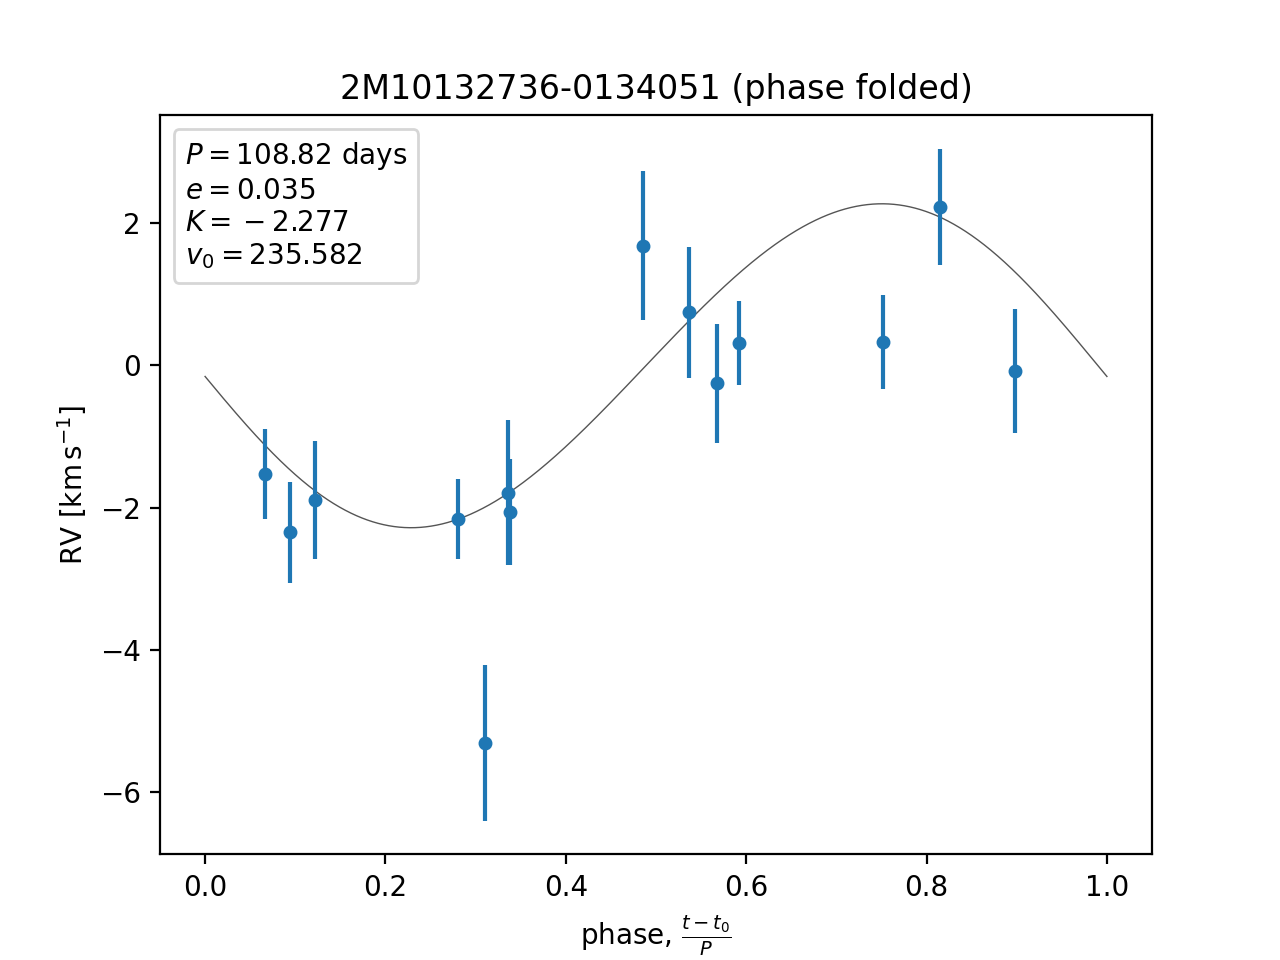 2M10132736-0134051 (phase folded)
P = 108.82 days
e = 0.035
K = −2.277
v₀ = 235.582
2
0
−2
−4
−6
RV [km s⁻¹]
0.0 0.2 0.4 0.6 0.8 1.0
phase, (t − t₀)/P